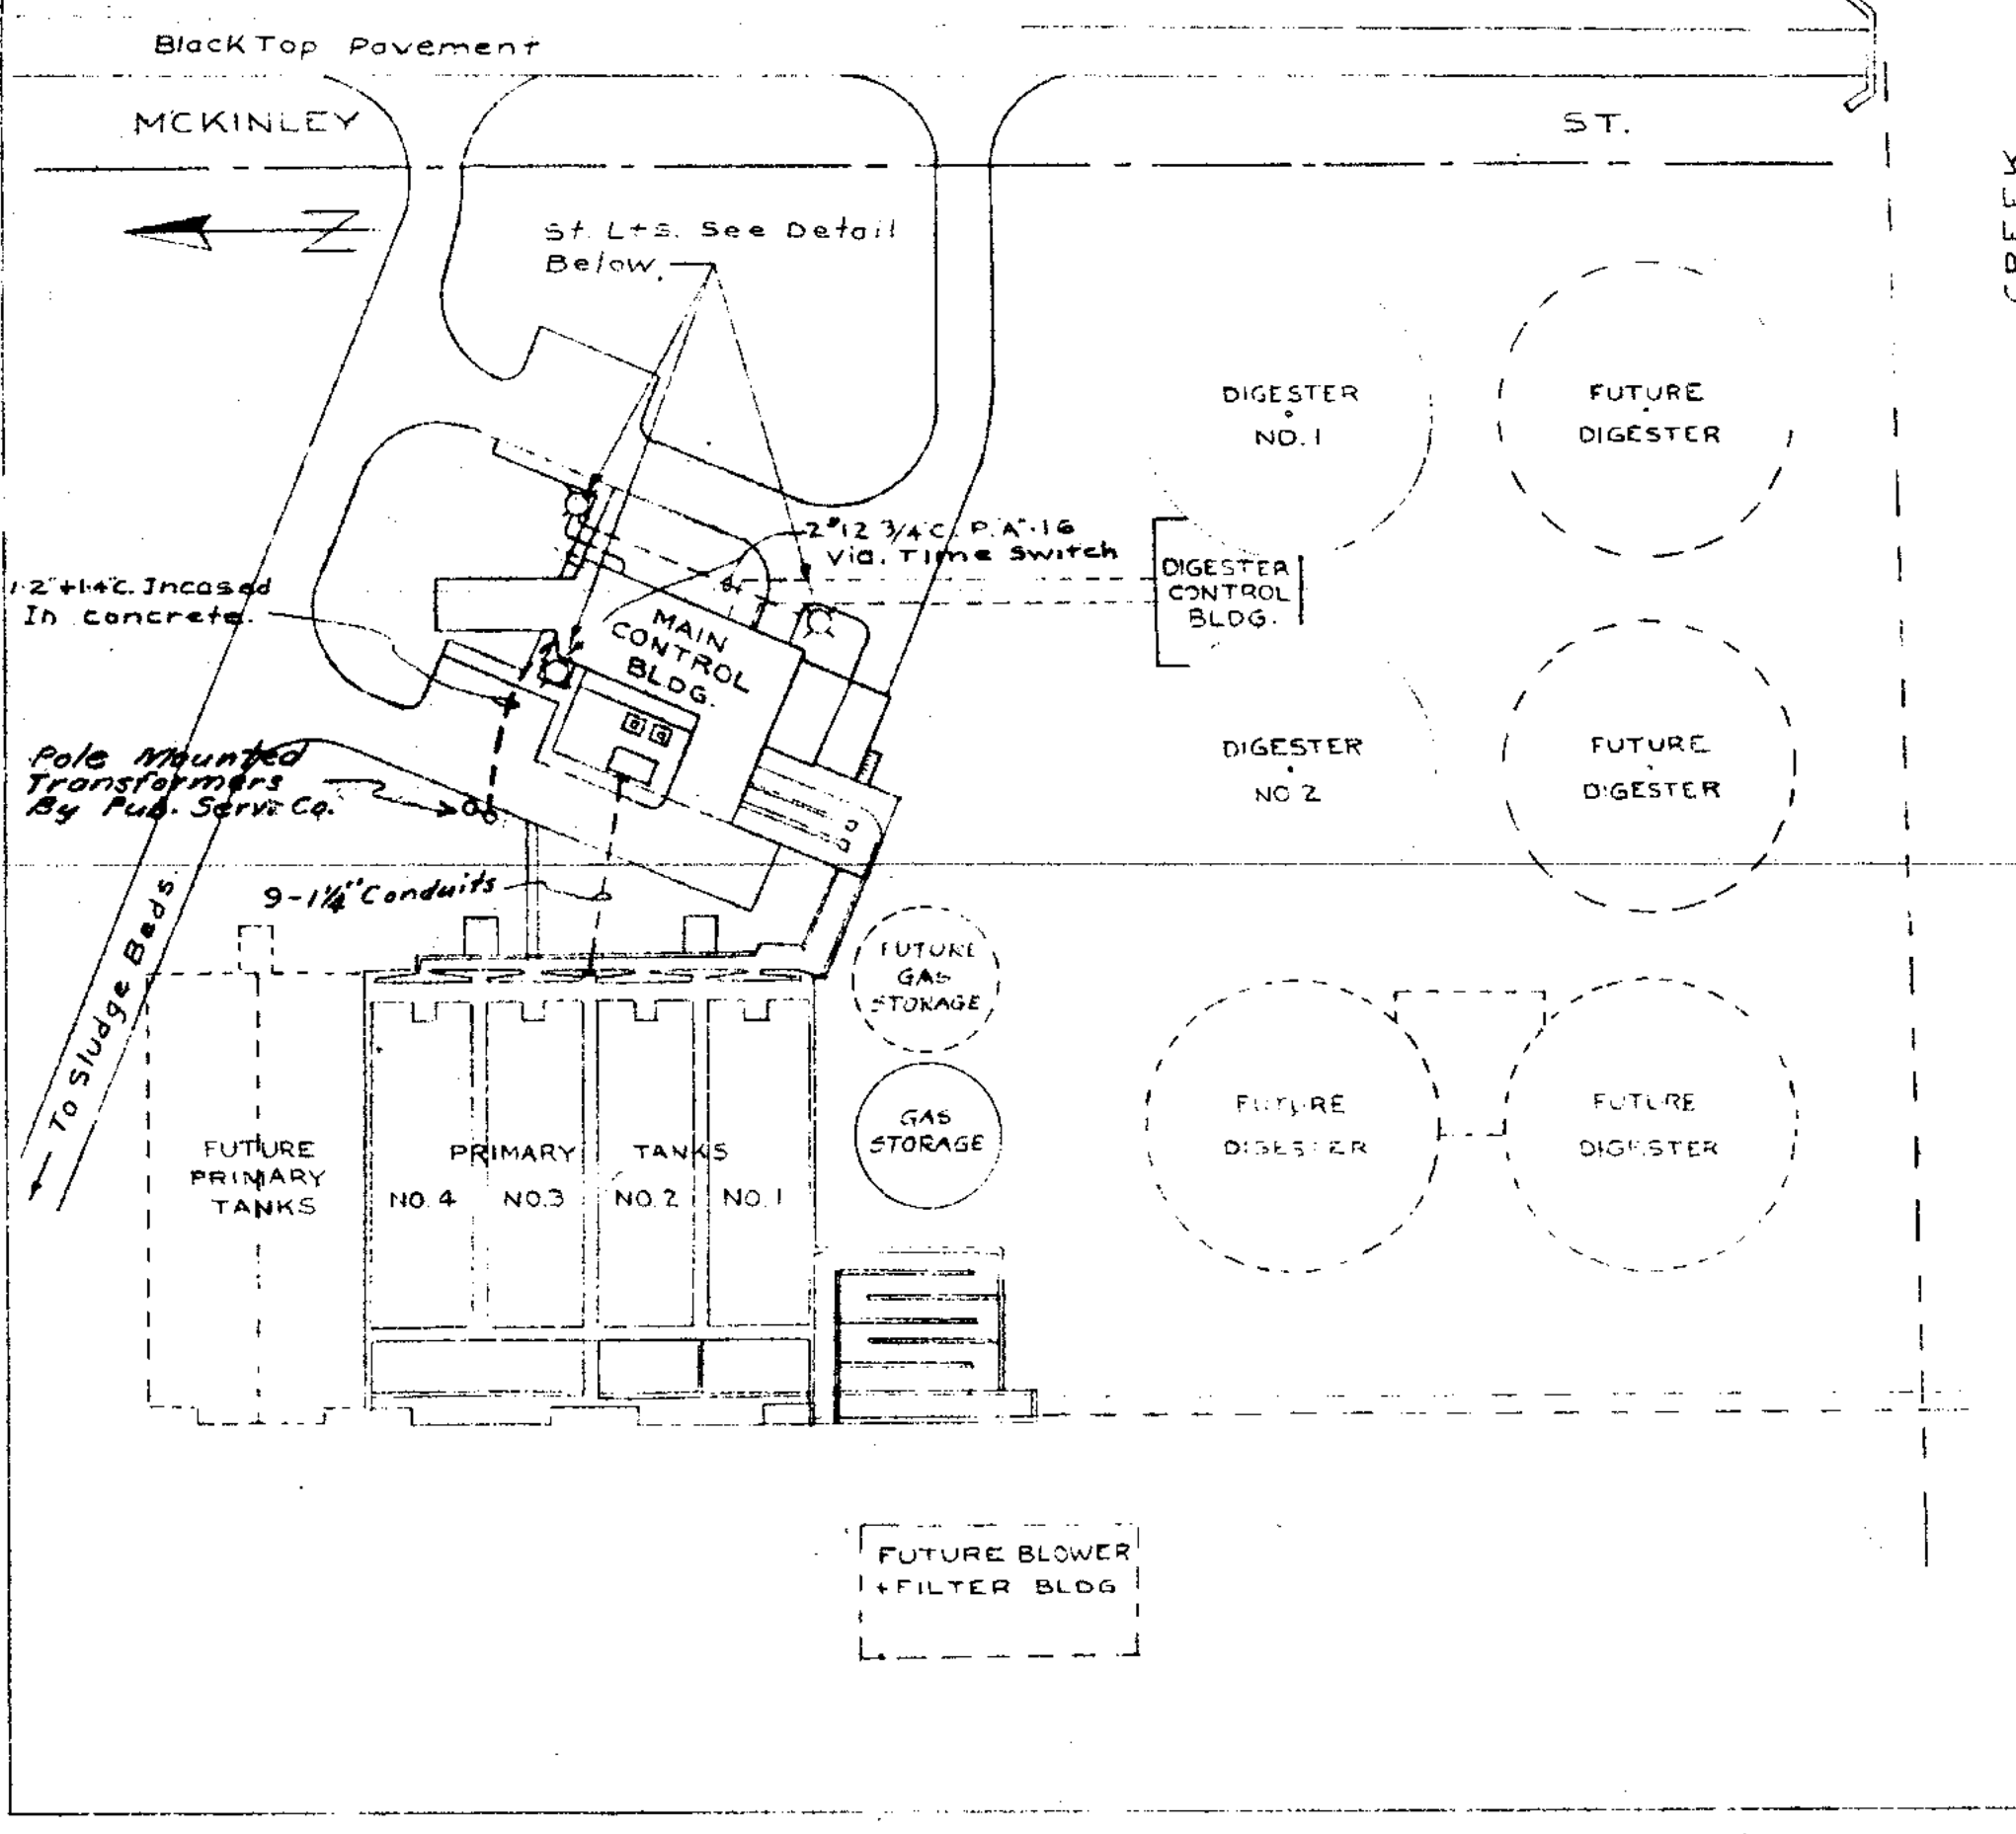 BlackTop Pavement
MCKINLEY ST.
N
CREEK
St. Lts. See Detail
Below.
DIGESTER
NO. 1
FUTURE
DIGESTER
2#12 3/4"C. P.A".16
Via. Time Switch
1-2"+1-4"C. Incased
In Concrete.
DIGESTER
CONTROL
BLDG.
MAIN
CONTROL
BLDG.
Pole Mounted
Transformers
By Pub. Serv. Co.
DIGESTER
NO 2
FUTURE
DIGESTER
9-1¼" Conduits
To Sludge Beds.
FUTURE
GAS
STORAGE
GAS
STORAGE
FUTURE
DIGESTER
FUTURE
DIGESTER
FUTURE
PRIMARY
TANKS
PRIMARY TANKS
NO. 4 NO. 3 NO. 2 NO. 1
FUTURE BLOWER
+ FILTER BLDG